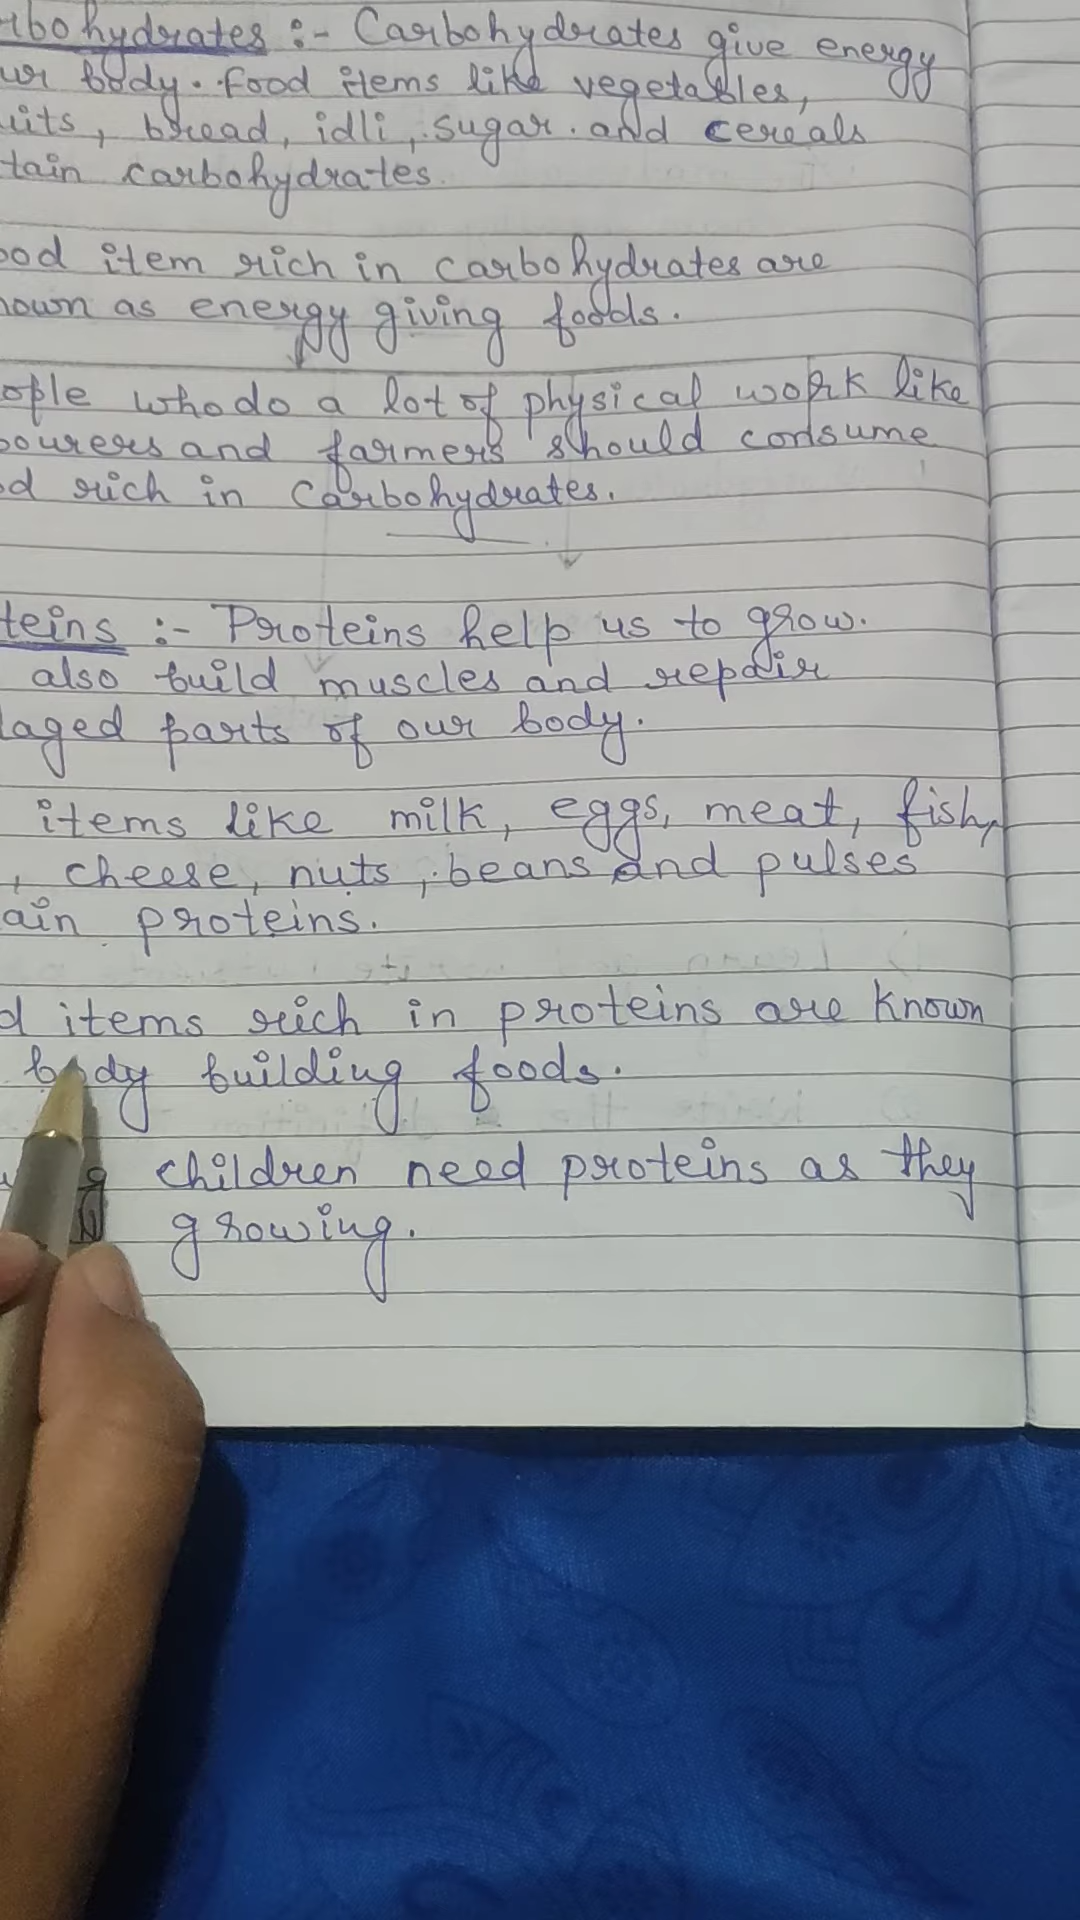 rbohydrates :- Carbohydrates give energy
ur body. food items like vegetables,
uits, bread, idli, sugar and cereals
tain carbohydrates.
ood item rich in carbohydrates are
nown as energy giving foods.
ople who do a lot of physical work like
bourers and farmers should consume
od rich in carbohydrates.
teins :- Proteins help us to grow.
also build muscles and repair
aged parts of our body.
items like milk, eggs, meat, fish,
, cheese, nuts, beans and pulses
ain proteins.
d items rich in proteins are known
body building foods.
g children need proteins as they
growing.